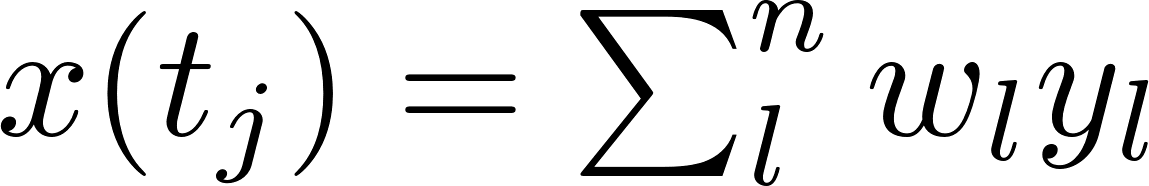 x(t_j) = \sum_l^n w_l y_l